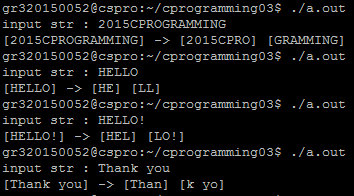 gr320150052@cspro:~/cprogramming03$ ./a.out
input str : 2015CPROGRAMMING
[2015CPROGRAMMING] -> [2015CPRO] [GRAMMING]
gr320150052@cspro:~/cprogramming03$ ./a.out
input str : HELLO
[HELLO] -> [HE] [LL]
gr320150052@cspro:~/cprogramming03$ ./a.out
input str : HELLO!
[HELLO!] -> [HEL] [LO!]
gr320150052@cspro:~/cprogramming03$ ./a.out
input str : Thank you
[Thank you] -> [Than] [k yo]